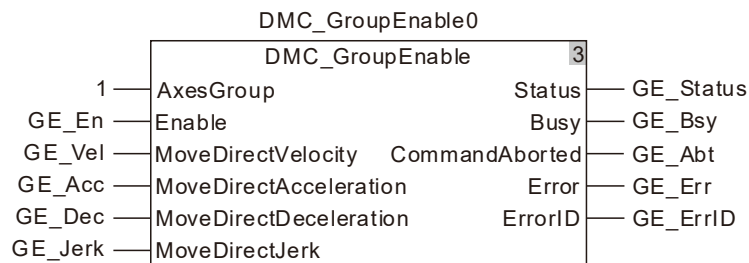 DMC_GroupEnable0
DMC_GroupEnable 3
1 AxesGroup Status GE_Status
GE_En Enable Busy GE_Bsy
GE_Vel MoveDirectVelocity CommandAborted GE_Abt
GE_Acc MoveDirectAcceleration Error GE_Err
GE_Dec MoveDirectDeceleration ErrorID GE_ErrID
GE_Jerk MoveDirectJerk